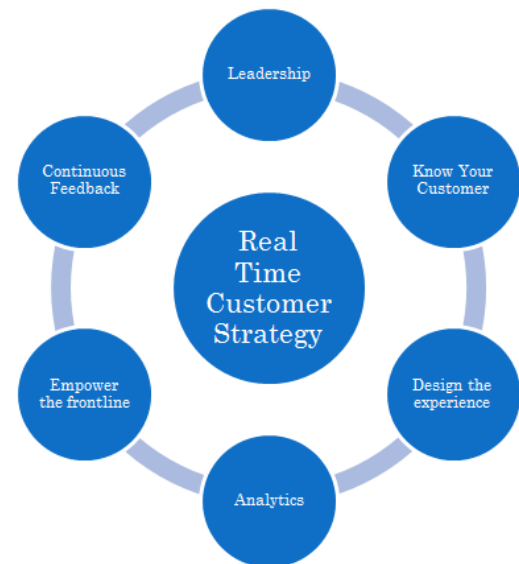 Leadership
Know Your
Customer
Design the
experience
Analytics
Empower
the frontline
Continuous
Feedback
Real
Time
Customer
Strategy